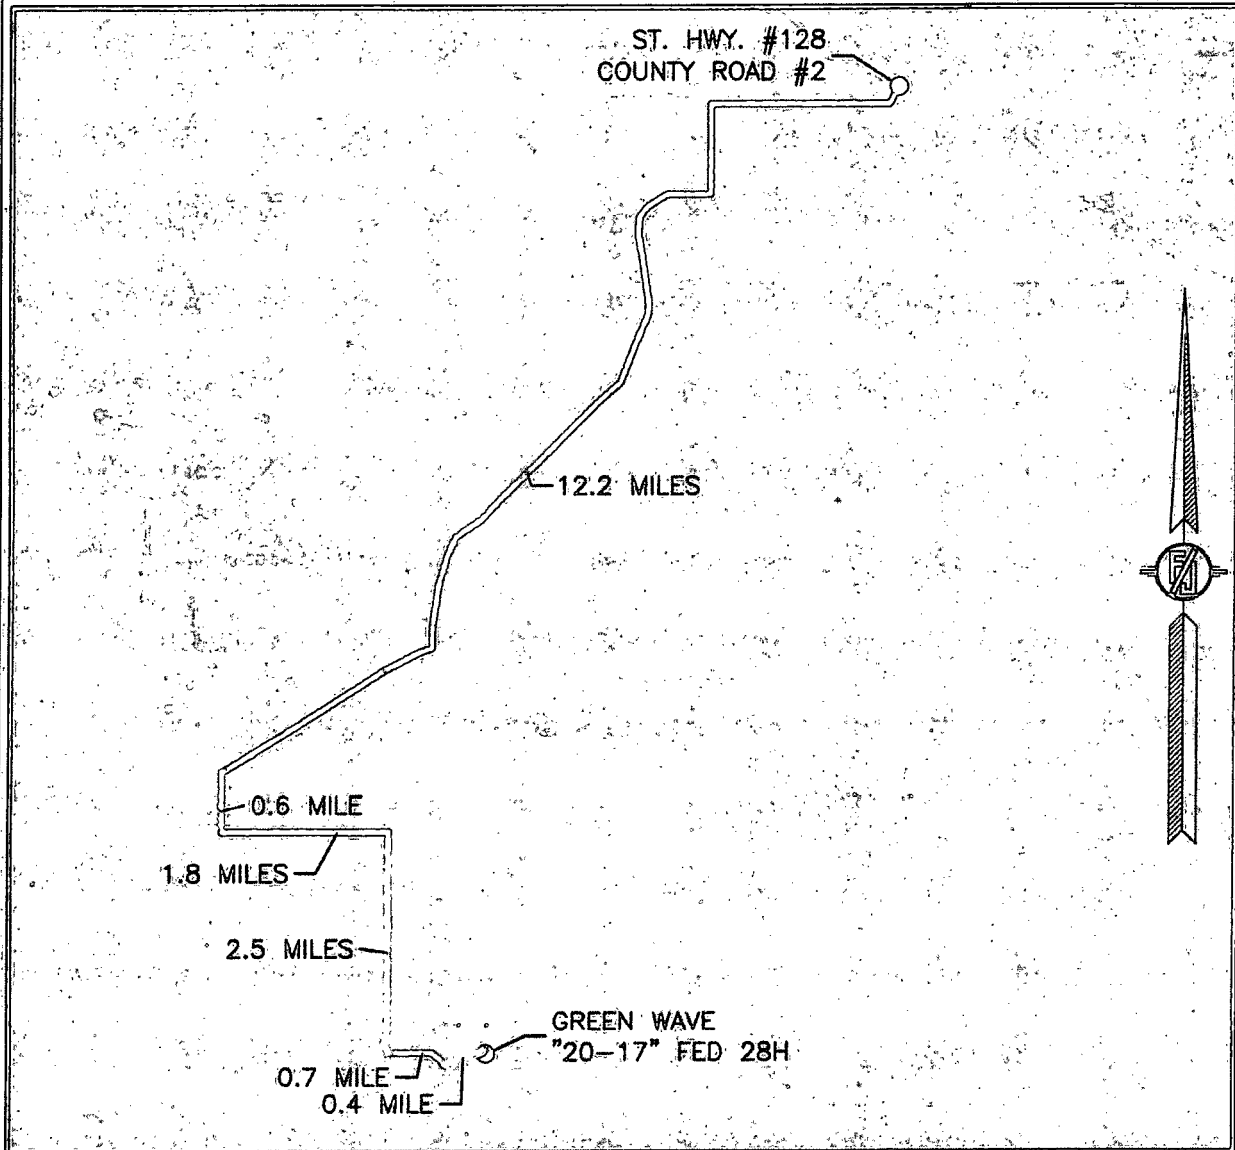 ST. HWY. #128
COUNTY ROAD #2
12.2 MILES
0.6 MILE
1.8 MILES
2.5 MILES
GREEN WAVE
"20-17" FED 28H
0.7 MILE
0.4 MILE